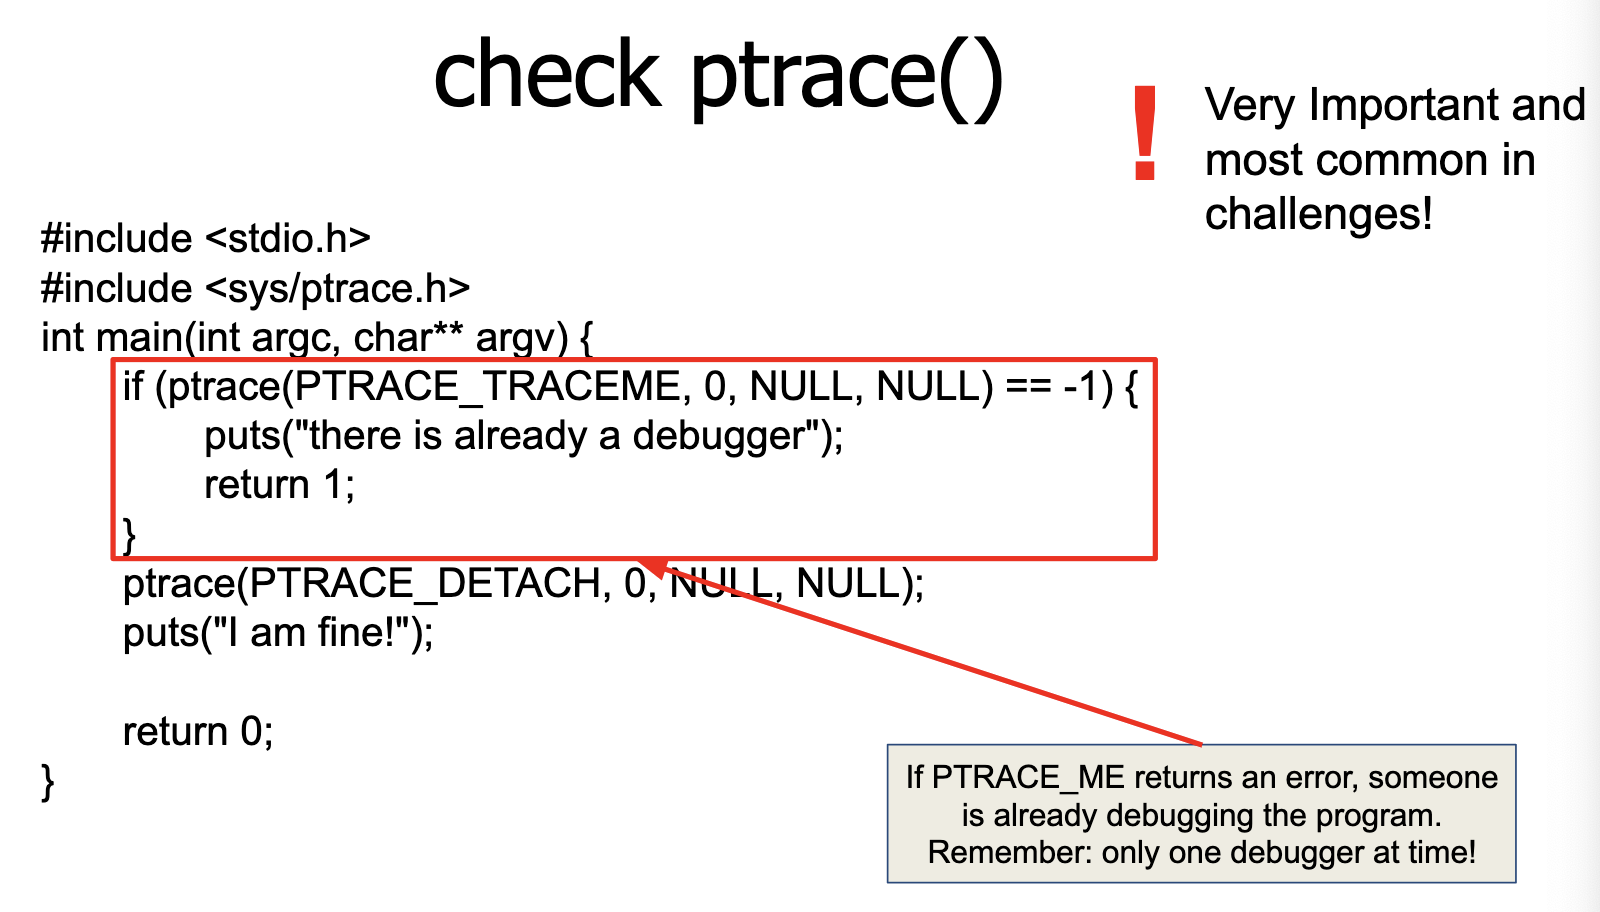 check ptrace()
!
Very Important and
most common in
challenges!
#include <stdio.h>
#include <sys/ptrace.h>
int main(int argc, char** argv) {
if (ptrace(PTRACE_TRACEME, 0, NULL, NULL) == -1) {
puts("there is already a debugger");
return 1;
}
ptrace(PTRACE_DETACH, 0, NULL, NULL);
puts("I am fine!");
return 0;
}
If PTRACE_ME returns an error, someone
is already debugging the program.
Remember: only one debugger at time!